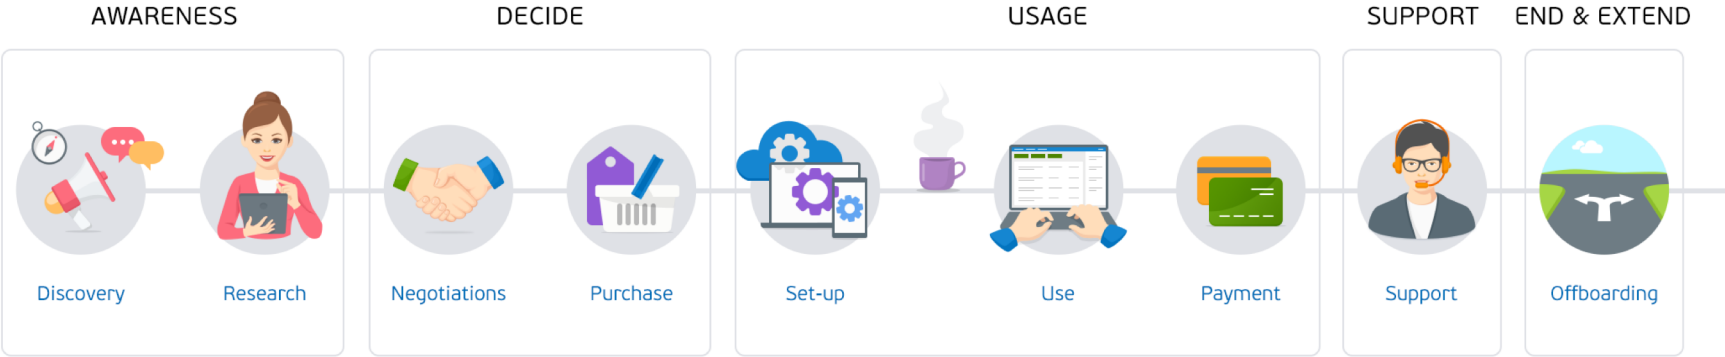 AWARENESS
DECIDE
USAGE
SUPPORT
END & EXTEND
Discovery
Research
Negotiations
Purchase
Set-up
Use
Payment
Support
Offboarding